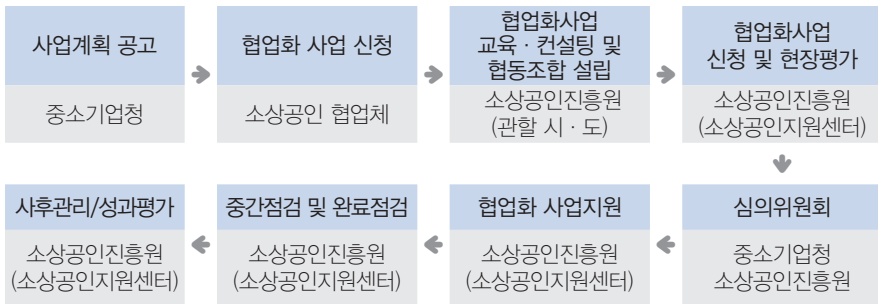 사업계획 공고
중소기업청
협업화 사업 신청
소상공인 협업체
협업화사업
교육 · 컨설팅 및
협동조합 설립
소상공인진흥원
(관할 시 · 도)
협업화사업
신청 및 현장평가
소상공인진흥원
(소상공인지원센터)
심의위원회
중소기업청
소상공인진흥원
협업화 사업지원
소상공인진흥원
(소상공인지원센터)
중간점검 및 완료점검
소상공인진흥원
(소상공인지원센터)
사후관리/성과평가
소상공인진흥원
(소상공인지원센터)